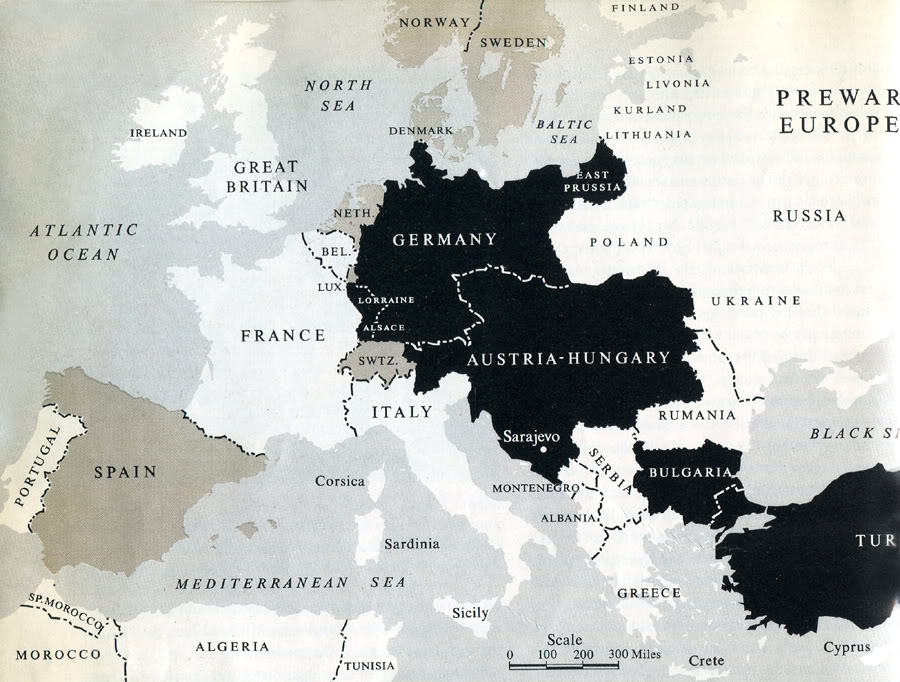 NORWAY
SWEDEN
FINLAND
ESTONIA
LIVONIA
KURLAND
LITHUANIA
PREWAR
EUROPE
NORTH
SEA
BALTIC
SEA
DENMARK
IRELAND
GREAT
BRITAIN
EAST
PRUSSIA
ATLANTIC
OCEAN
NETH.
GERMANY
POLAND
RUSSIA
BEL.
LUX.
LORRAINE
ALSACE
UKRAINE
FRANCE
SWTZ.
AUSTRIA-HUNGARY
ITALY
RUMANIA
PORTUGAL
SPAIN
Corsica
Sarajevo
SERBIA
BULGARIA
BLACK S
MONTENEGRO
ALBANIA
Sardinia
TUR
MEDITERRANEAN SEA
GREECE
SP. MOROCCO
Sicily
MOROCCO
ALGERIA
TUNISIA
Scale
0 100 200 300 Miles
Crete
Cyprus